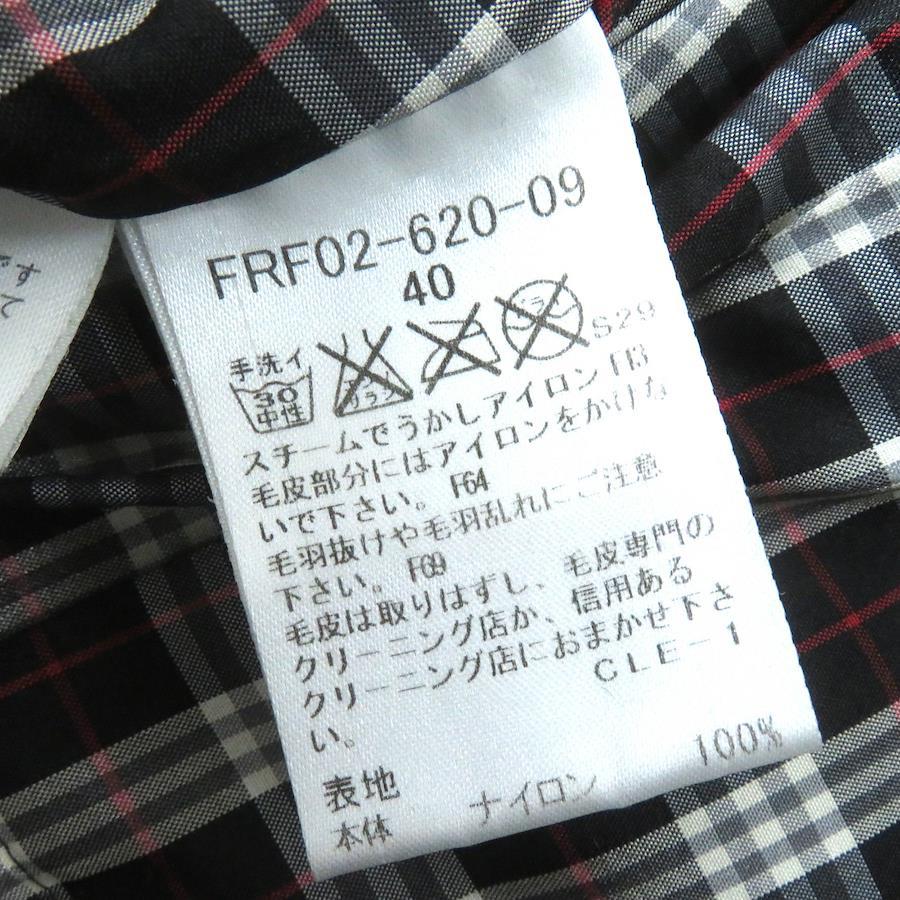 FRF02-620-09
40
手洗イ
30
中性
S29
スチームでうかしアイロン F13
毛皮部分にはアイロンをかけな
いで下さい。 F64
毛羽抜けや毛羽乱れにご注意
下さい。 F69
毛皮は取りはずし、毛皮専門の
クリーニング店か、信用ある
クリーニング店におまかせ下さ
い。 CLE-1
表地
本体 ナイロン 100%